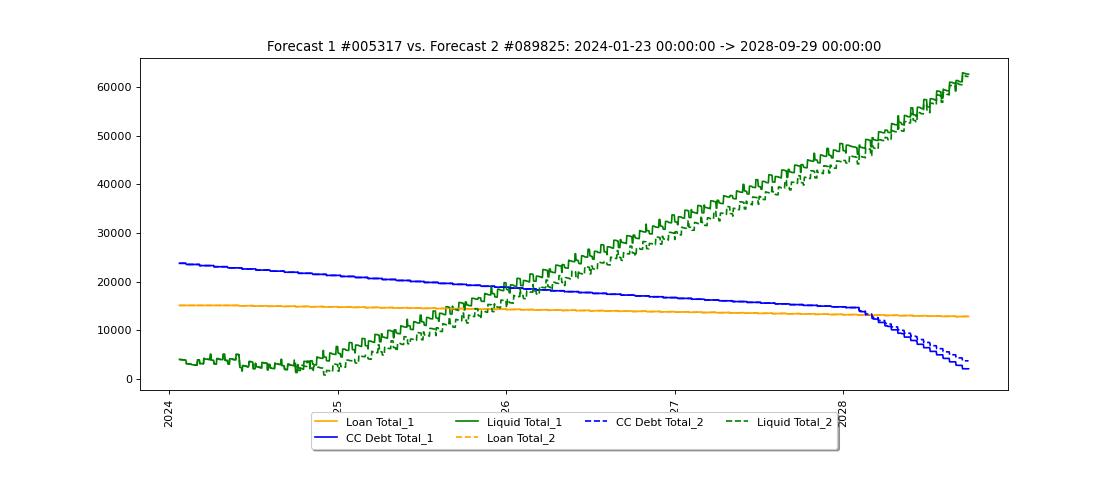 Forecast 1 #005317 vs. Forecast 2 #089825: 2024-01-23 00:00:00 -> 2028-09-29 00:00:00
60000
50000
40000
30000
20000
10000
0
2024
25
26
27
2028
Loan Total_1
Liquid Total_1
CC Debt Total_2
Liquid Total_2
CC Debt Total_1
Loan Total_2